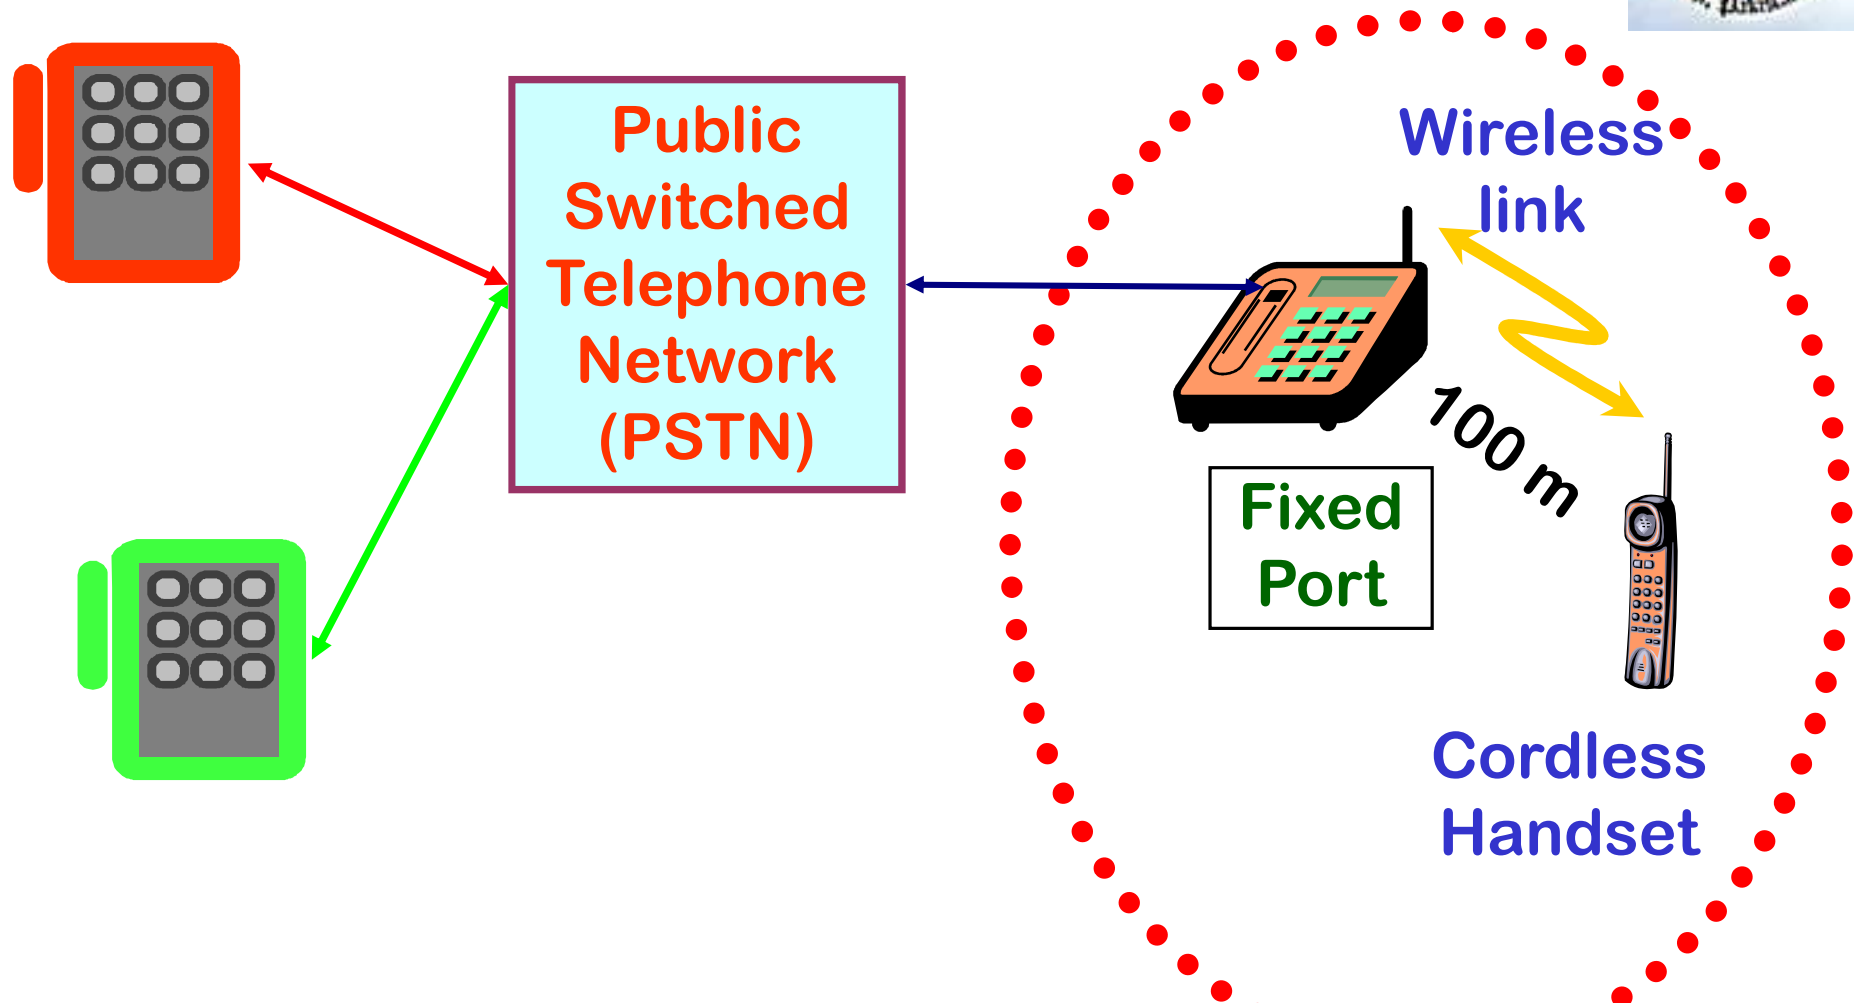 Public
Switched
Telephone
Network
(PSTN)
Wireless
link
100 m
Fixed
Port
Cordless
Handset